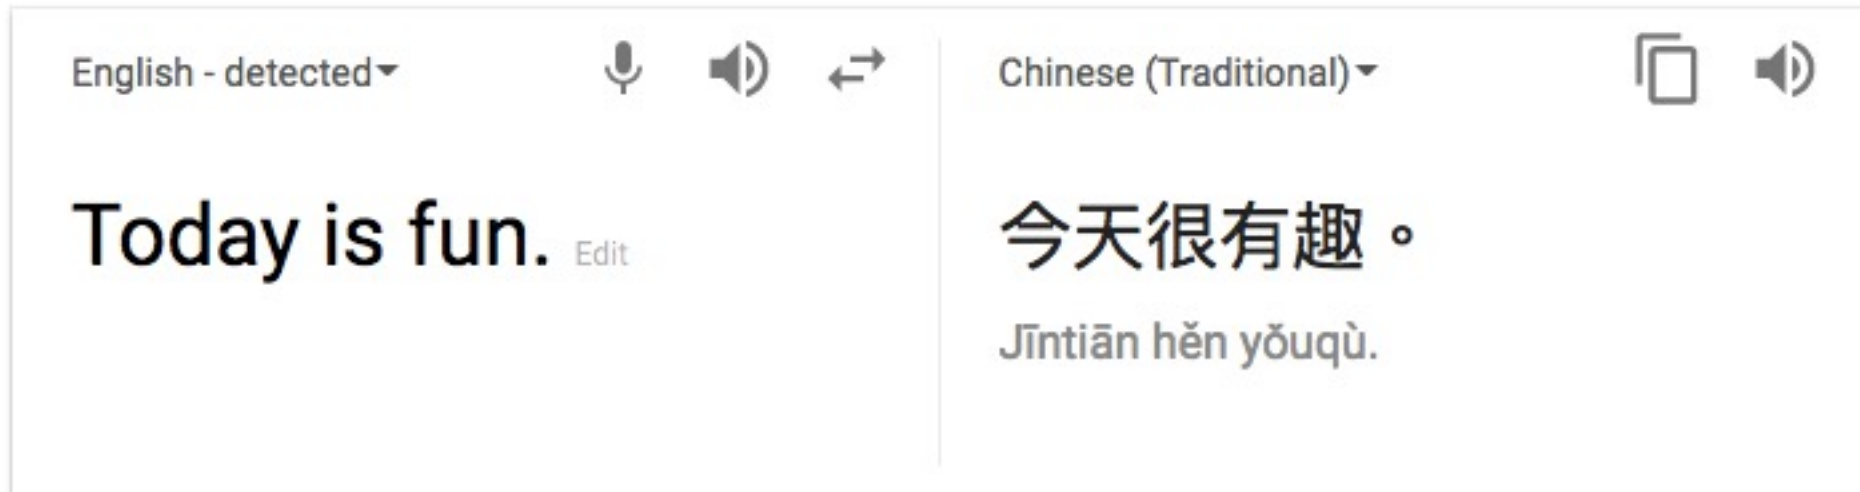 English - detected
Chinese (Traditional)
Today is fun. Edit
今天很有趣。
Jīntiān hěn yǒuqù.